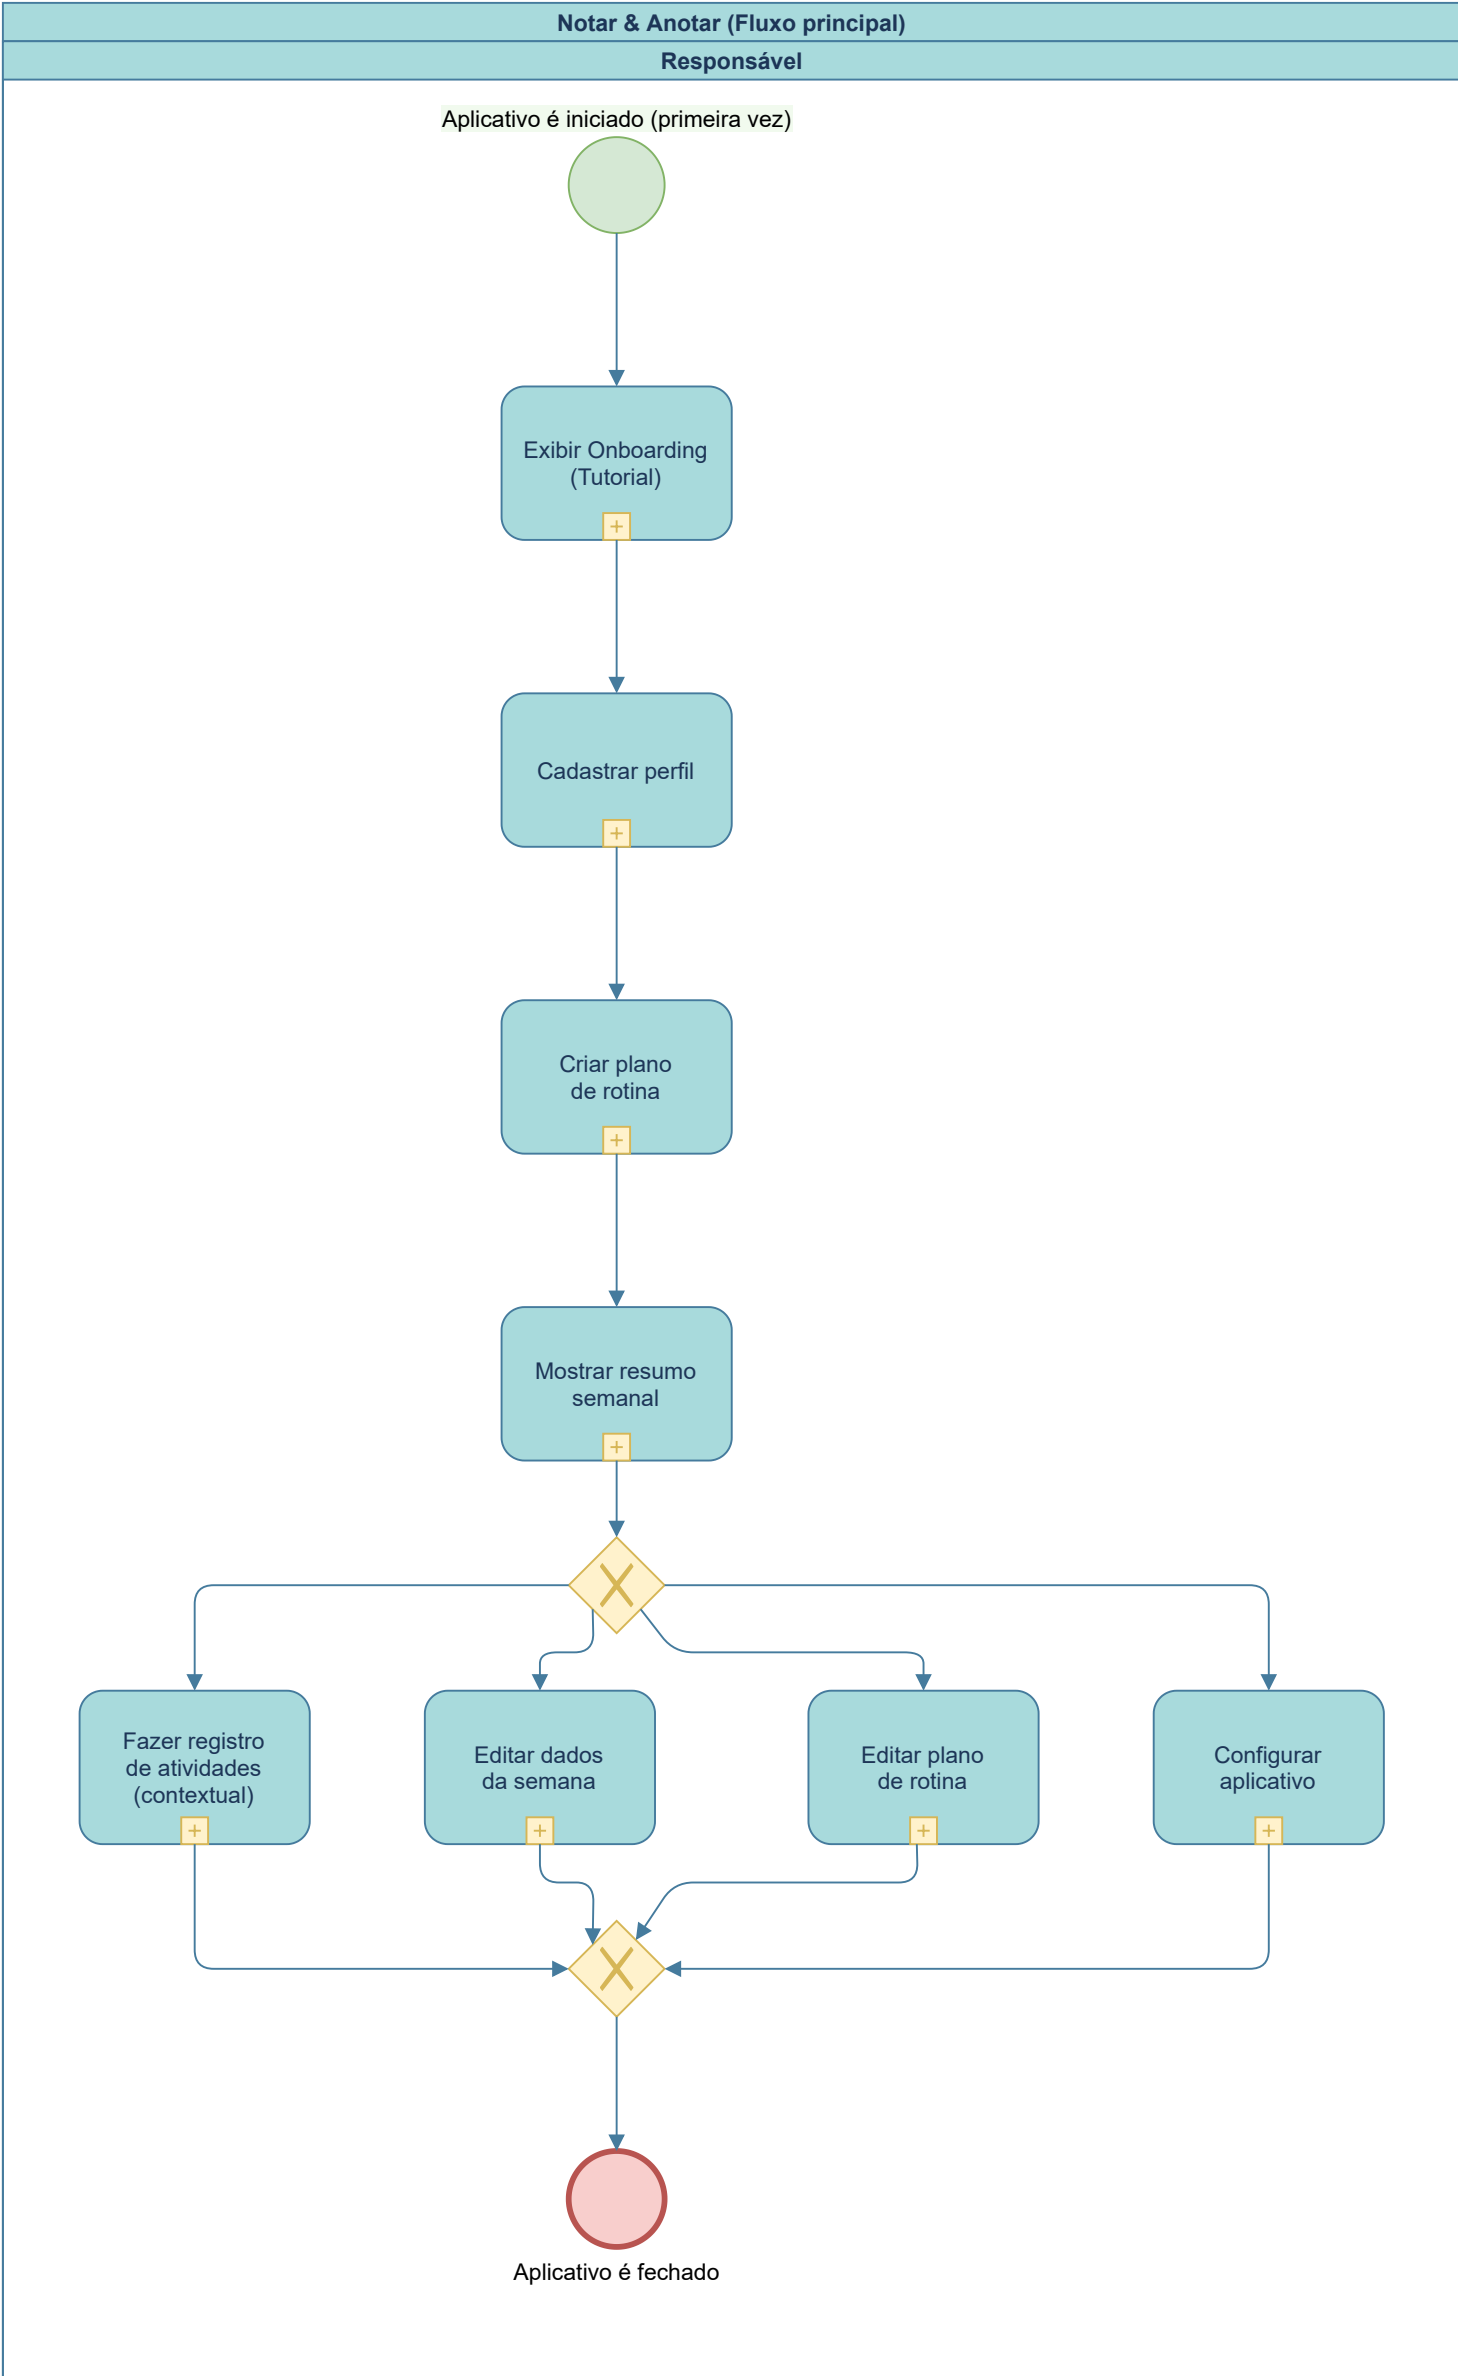 Notar & Anotar (Fluxo principal)
Responsável
Aplicativo é iniciado (primeira vez)
Exibir Onboarding
(Tutorial)
Cadastrar perfil
Criar plano
de rotina
Mostrar resumo
semanal
Fazer registro
de atividades
(contextual)
Editar dados
da semana
Editar plano
de rotina
Configurar
aplicativo
Aplicativo é fechado